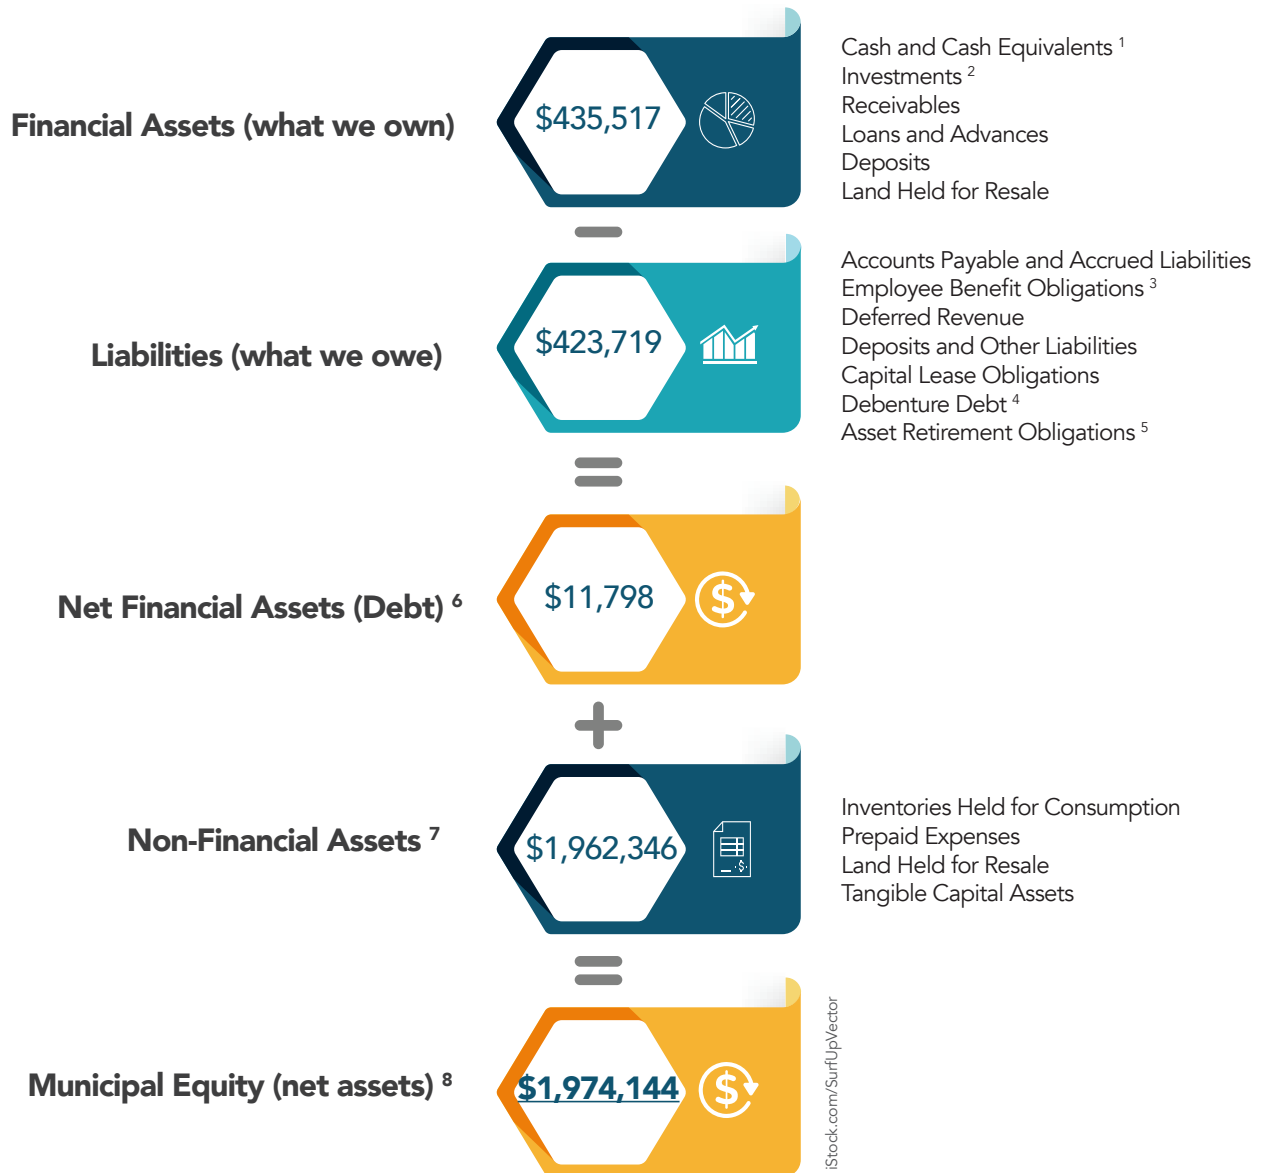 Financial Assets (what we own)
$435,517
Cash and Cash Equivalents 1
Investments 2
Receivables
Loans and Advances
Deposits
Land Held for Resale
Liabilities (what we owe)
$423,719
Accounts Payable and Accrued Liabilities
Employee Benefit Obligations 3
Deferred Revenue
Deposits and Other Liabilities
Capital Lease Obligations
Debenture Debt 4
Asset Retirement Obligations 5
Net Financial Assets (Debt) 6
$11,798
$
Non-Financial Assets 7
$1,962,346
$
Inventories Held for Consumption
Prepaid Expenses
Land Held for Resale
Tangible Capital Assets
Municipal Equity (net assets) 8
$1,974,144
$
iStock.com/SurfUpVector